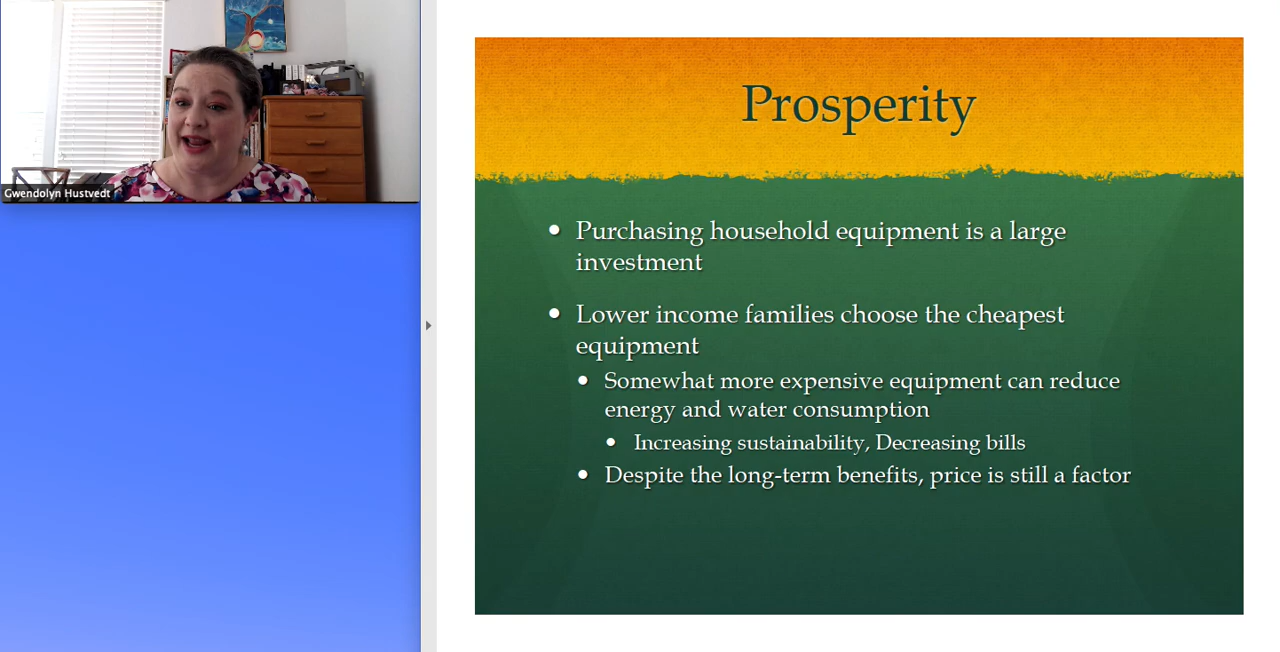 Gwendolyn Hustvedt
Prosperity
• Purchasing household equipment is a large
investment
• Lower income families choose the cheapest
equipment
• Somewhat more expensive equipment can reduce
energy and water consumption
• Increasing sustainability, Decreasing bills
• Despite the long-term benefits, price is still a factor